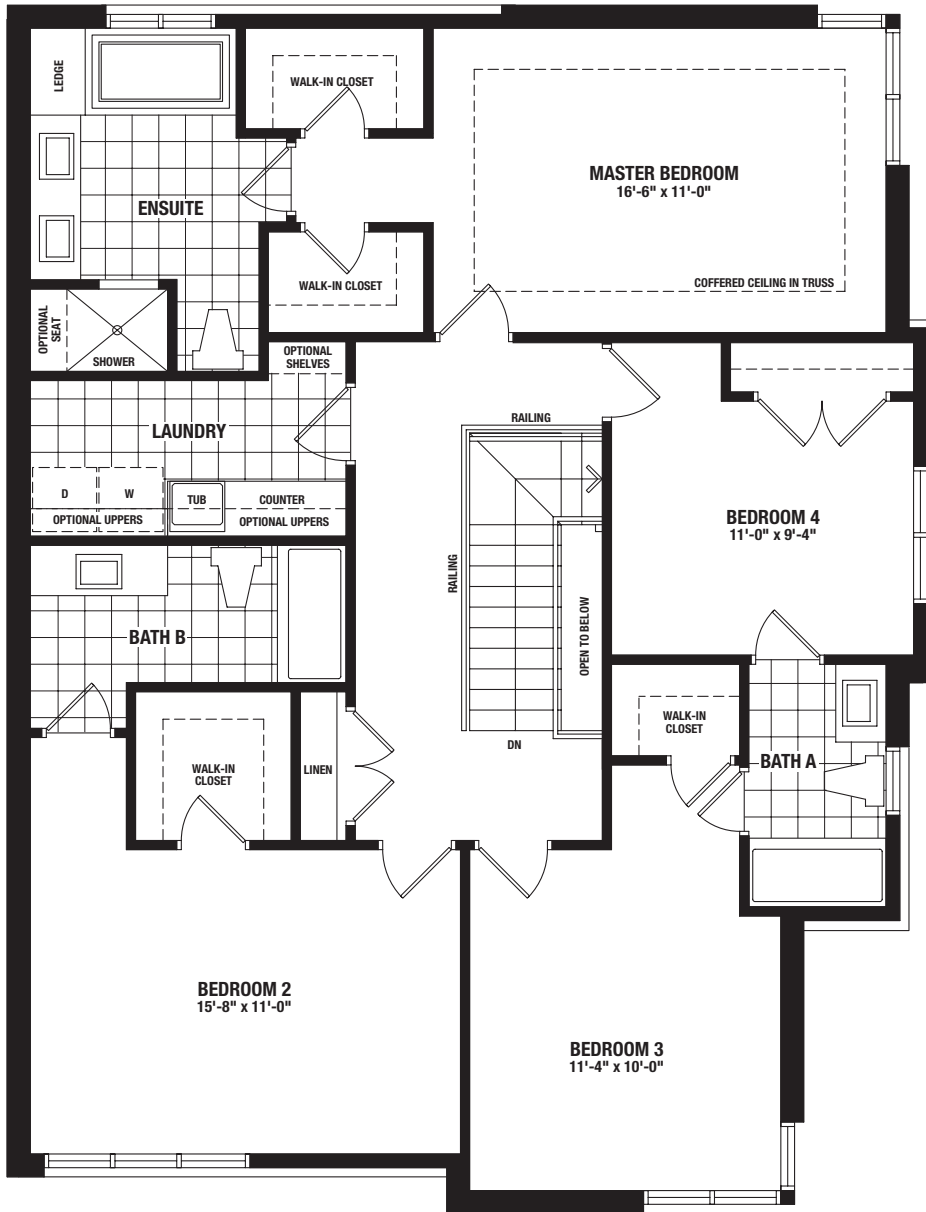 LEDGE
WALK-IN CLOSET
MASTER BEDROOM
16'-6" x 11'-0"
ENSUITE
WALK-IN CLOSET
COFFERED CEILING IN TRUSS
OPTIONAL
SEAT
SHOWER
OPTIONAL
SHELVES
RAILING
LAUNDRY
D
W
TUB
COUNTER
OPTIONAL UPPERS
OPTIONAL UPPERS
BEDROOM 4
11'-0" x 9'-4"
RAILING
OPEN TO BELOW
BATH B
WALK-IN
CLOSET
DN
BATH A
WALK-IN
CLOSET
LINEN
BEDROOM 2
15'-8" x 11'-0"
BEDROOM 3
11'-4" x 10'-0"